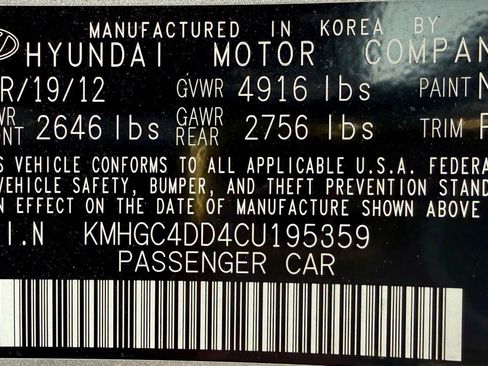 MANUFACTURED IN KOREA BY
HYUNDAI MOTOR COMPAN
R/19/12 GVWR 4916 lbs PAINT N
WR ONT 2646 lbs GAWR REAR 2756 lbs TRIM P
S VEHICLE CONFORMS TO ALL APPLICABLE U.S.A. FEDERA
VEHICLE SAFETY, BUMPER, AND THEFT PREVENTION STAND
N EFFECT ON THE DATE OF MANUFACTURE SHOWN ABOVE
I.N KMHGC4DD4CU195359
PASSENGER CAR